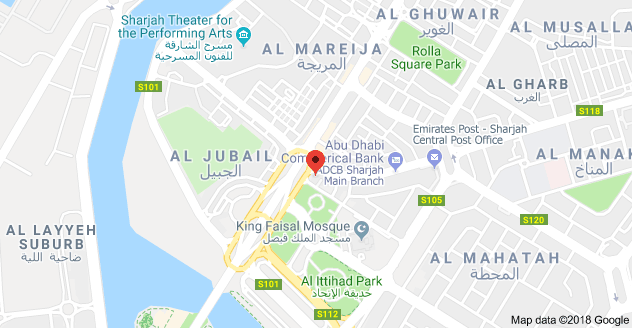 Sharjah Theater for
the Performing Arts
مسرح الشارقة
للفنون المسرحية
AL GHUWAIR
الغوير
AL MUSALLA
المصلى
AL MAREIJA
المريجة
Rolla
Square Park
S101
AL GHARB
الغرب
S118
Abu Dhabi
Commerical Bank
ADCB Sharjah
Main Branch
Emirates Post - Sharjah
Central Post Office
AL JUBAIL
الجبيل
AL MANAK
المناخ
S105
S120
King Faisal Mosque
مسجد الملك فيصل
AL LAYYEH
SUBURB
ضاحية اللية
AL MAHATAH
المحطة
S101
Al Ittihad Park
حديقة الإتحاد
S112
Map data ©2018 Google